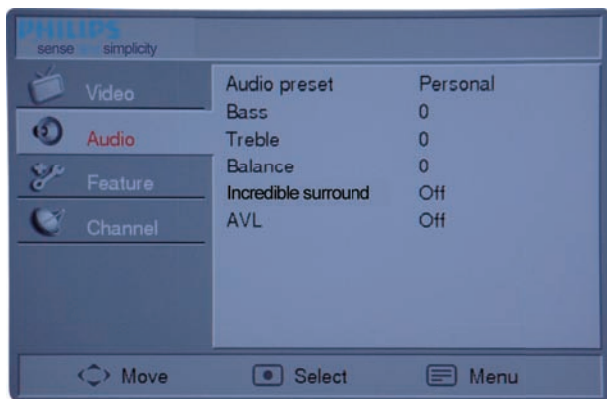 PHILIPS
sense and simplicity
Video
Audio
Feature
Channel
Audio preset Personal
Bass 0
Treble 0
Balance 0
Incredible surround Off
AVL Off
Move Select Menu